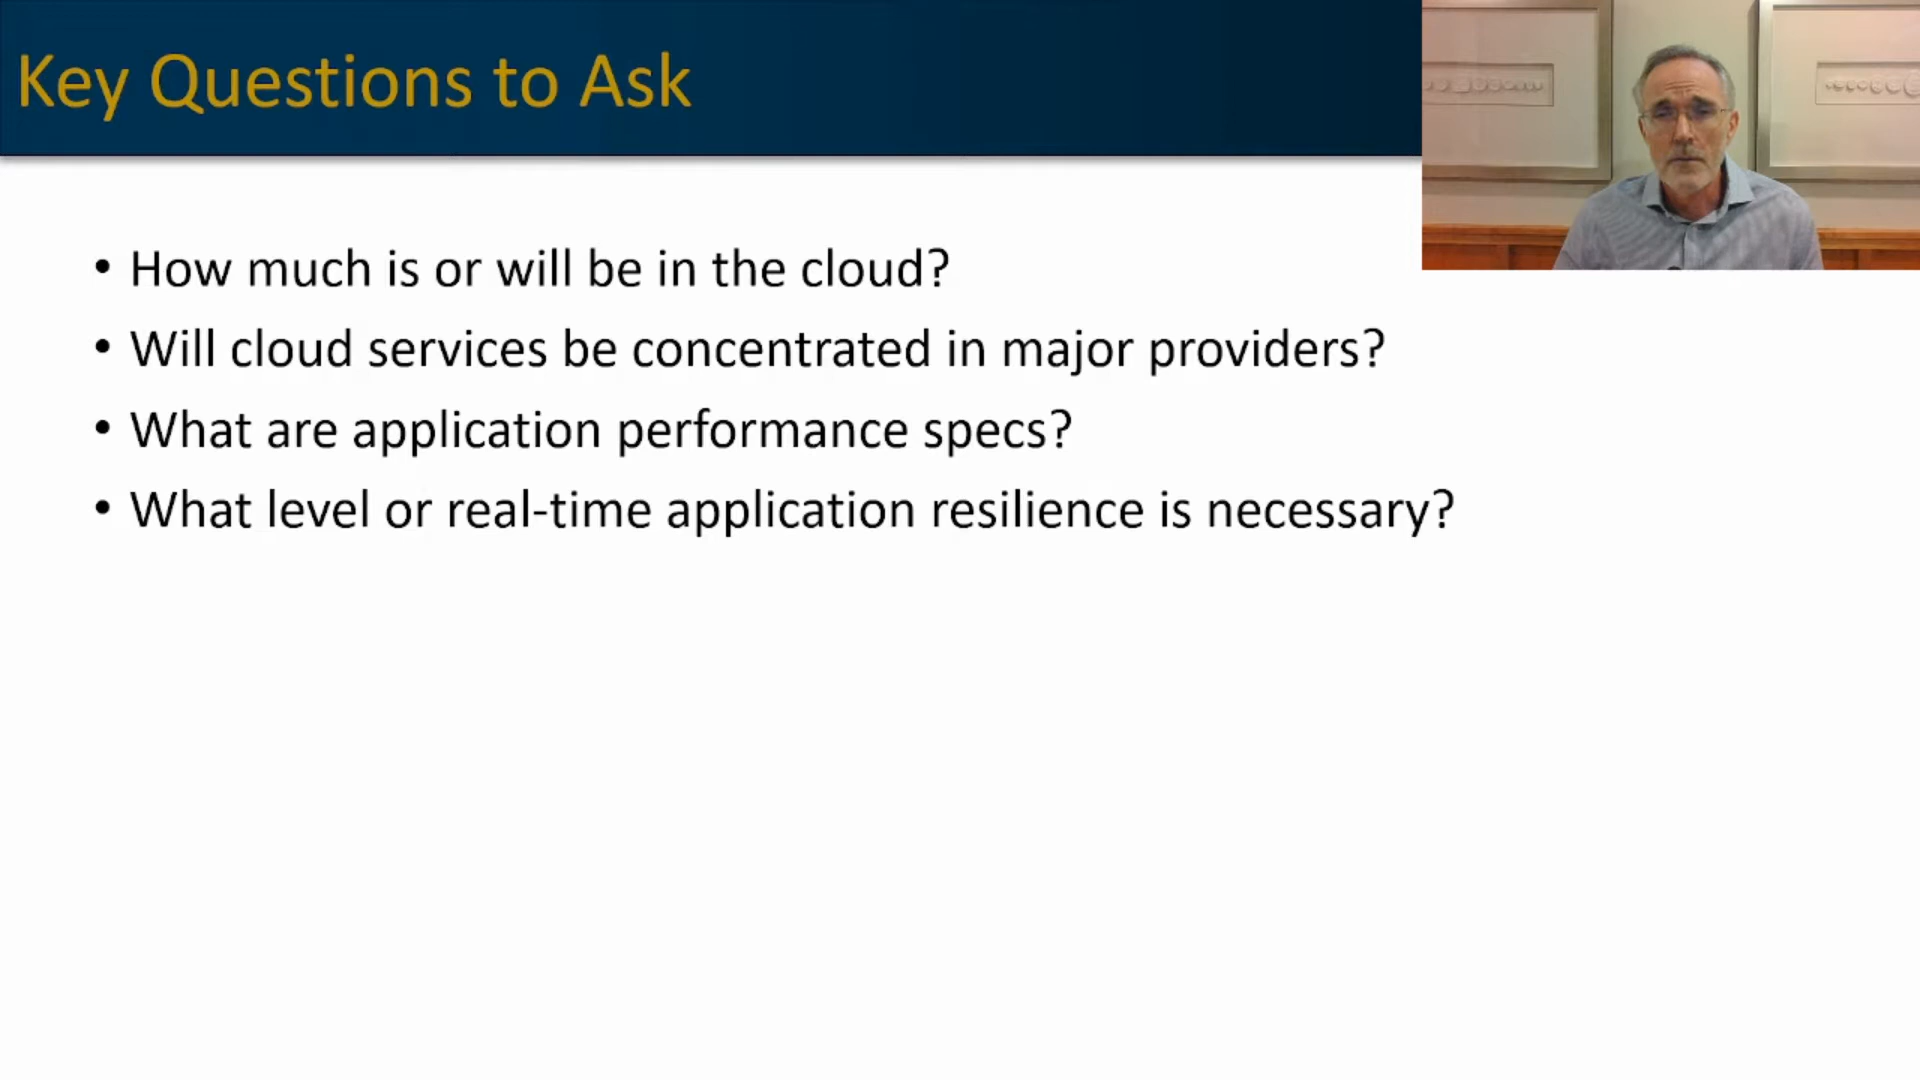 Key Questions to Ask
• How much is or will be in the cloud?
• Will cloud services be concentrated in major providers?
• What are application performance specs?
• What level or real-time application resilience is necessary?